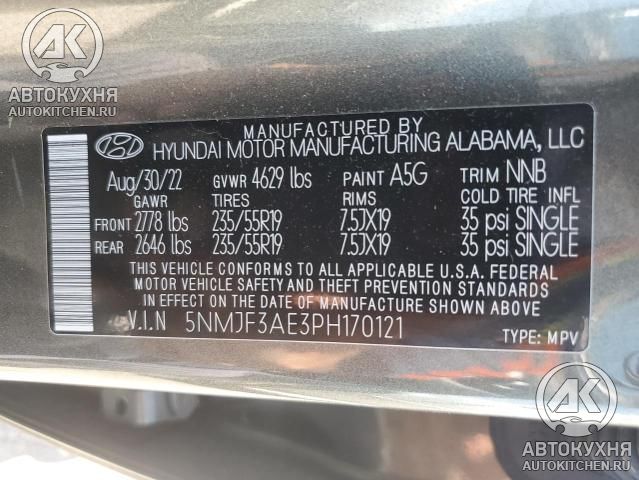 АВТОКУХНЯ
AUTOKITCHEN.RU
MANUFACTURED BY
HYUNDAI MOTOR MANUFACTURING ALABAMA, LLC
Aug/30/22 GVWR 4629 lbs PAINT A5G TRIM NNB
GAWR TIRES RIMS COLD TIRE INFL
FRONT 2778 lbs 235/55R19 7.5JX19 35 psi SINGLE
REAR 2646 lbs 235/55R19 7.5JX19 35 psi SINGLE
THIS VEHICLE CONFORMS TO ALL APPLICABLE U.S.A. FEDERAL
MOTOR VEHICLE SAFETY AND THEFT PREVENTION STANDARDS
IN EFFECT ON THE DATE OF MANUFACTURE SHOWN ABOVE.
V.I.N 5NMJF3AE3PH170121 TYPE: MPV
АК
АВТОКУХНЯ
AUTOKITCHEN.RU